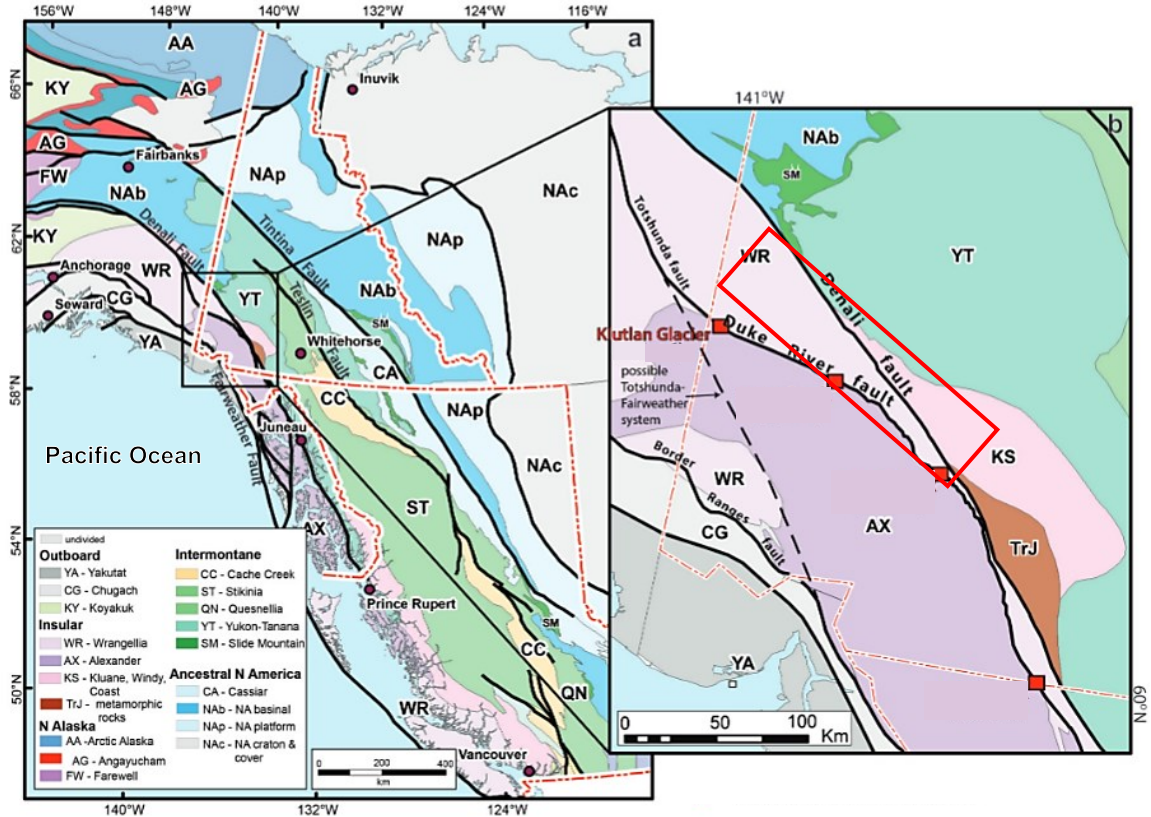 156°W
148°W
140°W
132°W
124°W
116°W
66°N
62°N
58°N
54°N
50°N
140°W
132°W
124°W
a
AA
Inuvik
KY
AG
AG
Fairbanks
FW
NAp
NAc
NAb
KY
Denali Fault
Tintina Fault
NAp
Anchorage
WR
CG
Seward
YT
NAb
Teslin Fault
SM
YA
Whitehorse
CA
CC
NAp
Fairweather Fault
Juneau
NAc
Pacific Ocean
ST
AX
Prince Rupert
SM
CC
QN
WR
Vancouver
undivided
Outboard
YA - Yakutat
CG - Chugach
KY - Koyakuk
Insular
WR - Wrangellia
AX - Alexander
KS - Kluane, Windy,
Coast
TrJ - metamorphic
rocks
N Alaska
AA -Arctic Alaska
AG - Angayucham
FW - Farewell
Intermontane
CC - Cache Creek
ST - Stikinia
QN - Quesnellia
YT - Yukon-Tanana
SM - Slide Mountain
Ancestral N America
CA - Cassiar
NAb - NA basinal
NAp - NA platform
NAc - NA craton &
cover
0 200 400
km
141°W
b
NAb
SM
Totshunda fault
WR
YT
Denali fault
Klutlan Glacier
Duke River fault
possible
Totshunda-
Fairweather
system
KS
Border Ranges fault
WR
AX
CG
TrJ
YA
60°N
0 50 100
Km